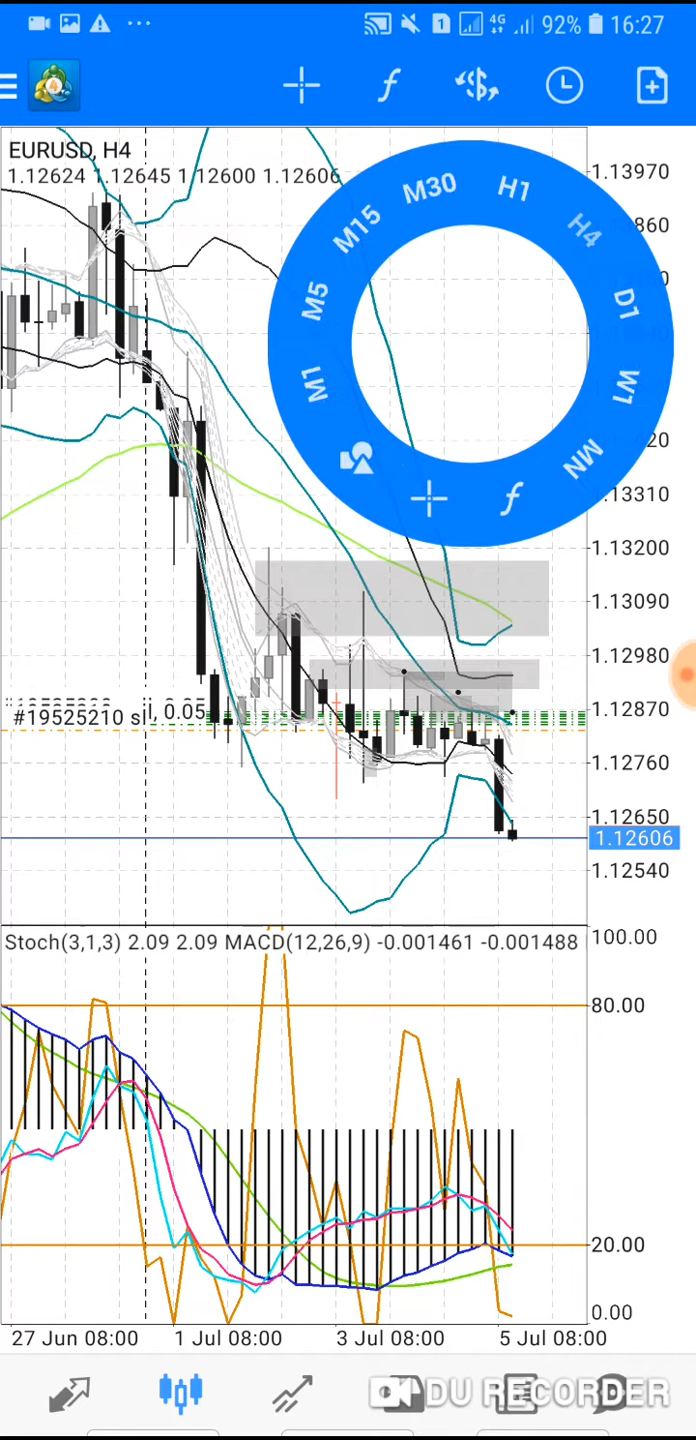 1 4G 92% 16:27
EURUSD, H4
1.12624 1.12645 1.12600 1.12606
M1
M5
M15
M30
H1
H4
D1
W1
MN
1.13970
860
20
1.13310
1.13200
1.13090
1.12980
1.12870
1.12760
1.12650
1.12606
1.12540
#19525210 sl
, 0.05
Stoch(3,1,3) 2.09 2.09 MACD(12,26,9) -0.001461 -0.001488
100.00
80.00
20.00
0.00
27 Jun 08:00 1 Jul 08:00 3 Jul 08:00 5 Jul 08:00
DU RECORDER